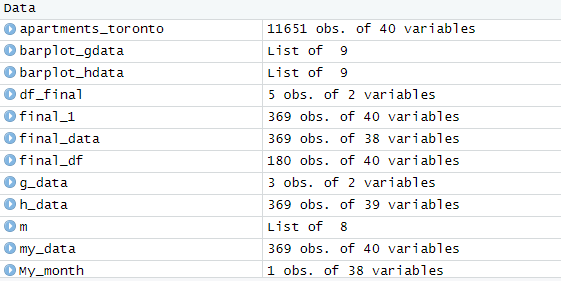 Data
apartments_toronto 11651 obs. of 40 variables
barplot_gdata List of 9
barplot_hdata List of 9
df_final 5 obs. of 2 variables
final_1 369 obs. of 40 variables
final_data 369 obs. of 38 variables
final_df 180 obs. of 40 variables
g_data 3 obs. of 2 variables
h_data 369 obs. of 39 variables
m List of 8
my_data 369 obs. of 40 variables
My_month 1 obs. of 38 variables